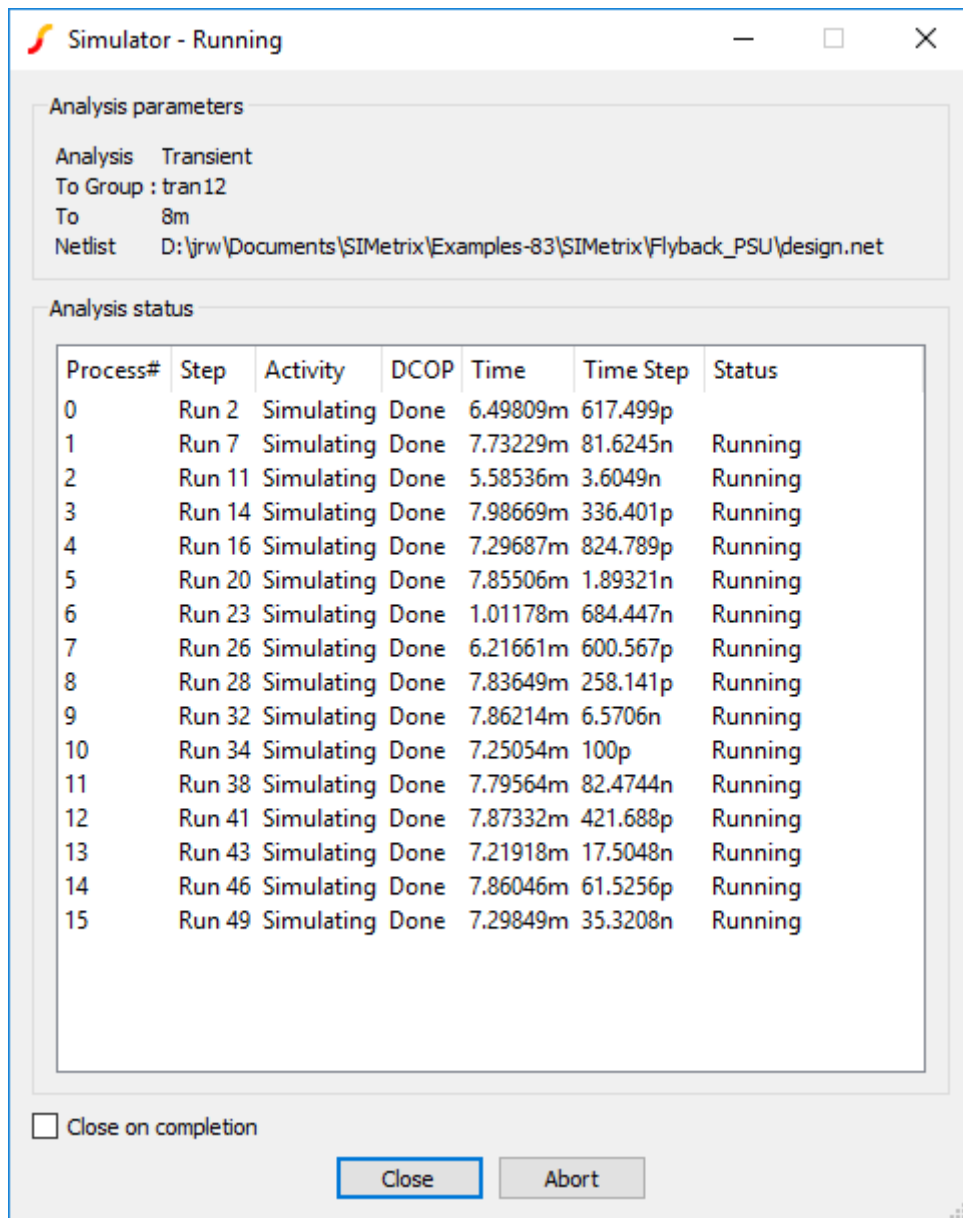 Simulator - Running
Analysis parameters
Analysis Transient
To Group : tran12
To 8m
Netlist D:\jrw\Documents\SIMetrix\Examples-83\SIMetrix\Flyback_PSU\design.net
Analysis status
Process# Step Activity DCOP Time Time Step Status
0 Run 2 Simulating Done 6.49809m 617.499p
1 Run 7 Simulating Done 7.73229m 81.6245n Running
2 Run 11 Simulating Done 5.58536m 3.6049n Running
3 Run 14 Simulating Done 7.98669m 336.401p Running
4 Run 16 Simulating Done 7.29687m 824.789p Running
5 Run 20 Simulating Done 7.85506m 1.89321n Running
6 Run 23 Simulating Done 1.01178m 684.447n Running
7 Run 26 Simulating Done 6.21661m 600.567p Running
8 Run 28 Simulating Done 7.83649m 258.141p Running
9 Run 32 Simulating Done 7.86214m 6.5706n Running
10 Run 34 Simulating Done 7.25054m 100p Running
11 Run 38 Simulating Done 7.79564m 82.4744n Running
12 Run 41 Simulating Done 7.87332m 421.688p Running
13 Run 43 Simulating Done 7.21918m 17.5048n Running
14 Run 46 Simulating Done 7.86046m 61.5256p Running
15 Run 49 Simulating Done 7.29849m 35.3208n Running
Close on completion
Close Abort